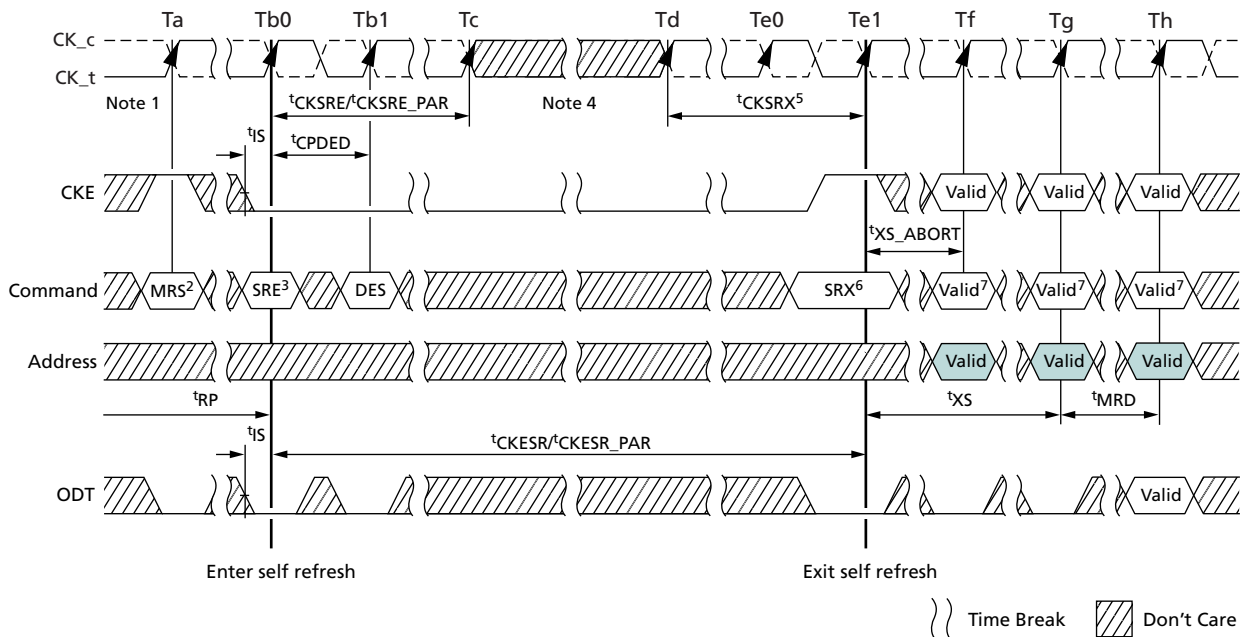 Ta Tb0 Tb1 Tc Td Te0 Te1 Tf Tg Th
CK_c
CK_t
Note 1 tCKSRE/tCKSRE_PAR Note 4 tCKSRX5
tIS tCPDED
CKE Valid Valid Valid
tXS_ABORT
Command MRS2 SRE3 DES SRX6 Valid7 Valid7 Valid7
Address Valid Valid Valid
tRP tXS tMRD
tIS tCKESR/tCKESR_PAR
ODT Valid
Enter self refresh Exit self refresh
Time Break Don't Care